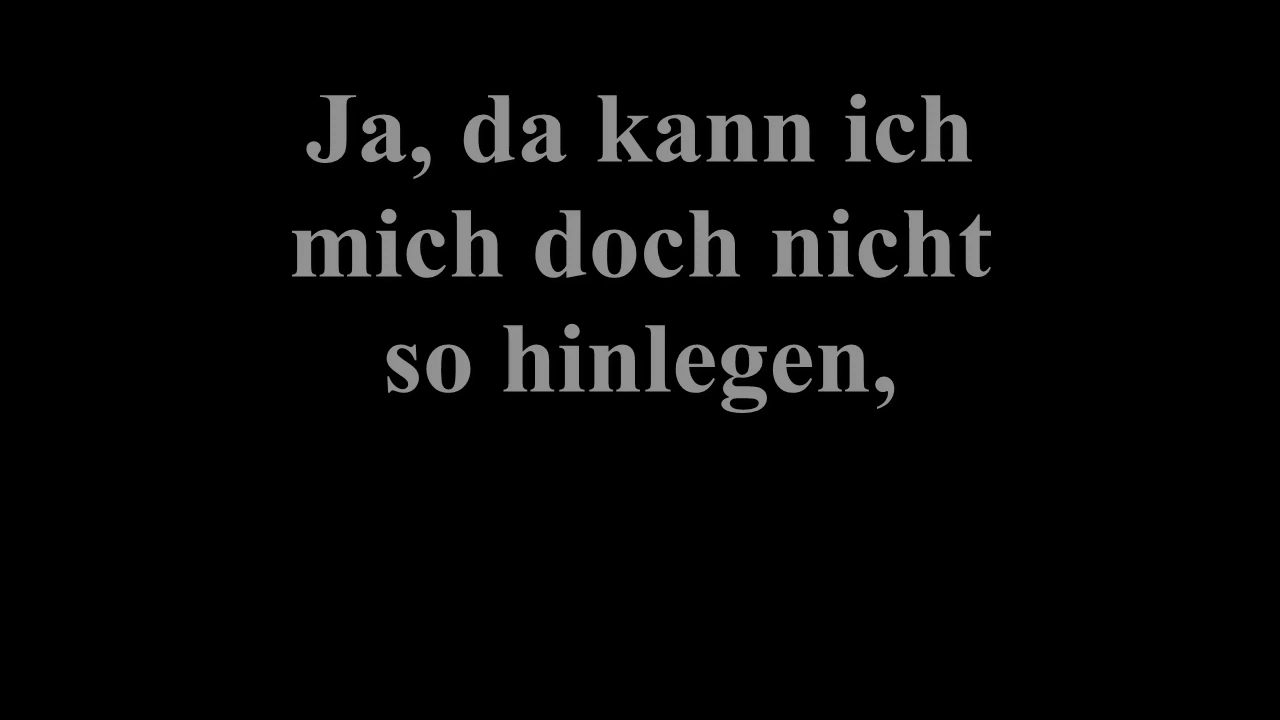 Ja, da kann ich
mich doch nicht
so hinlegen,